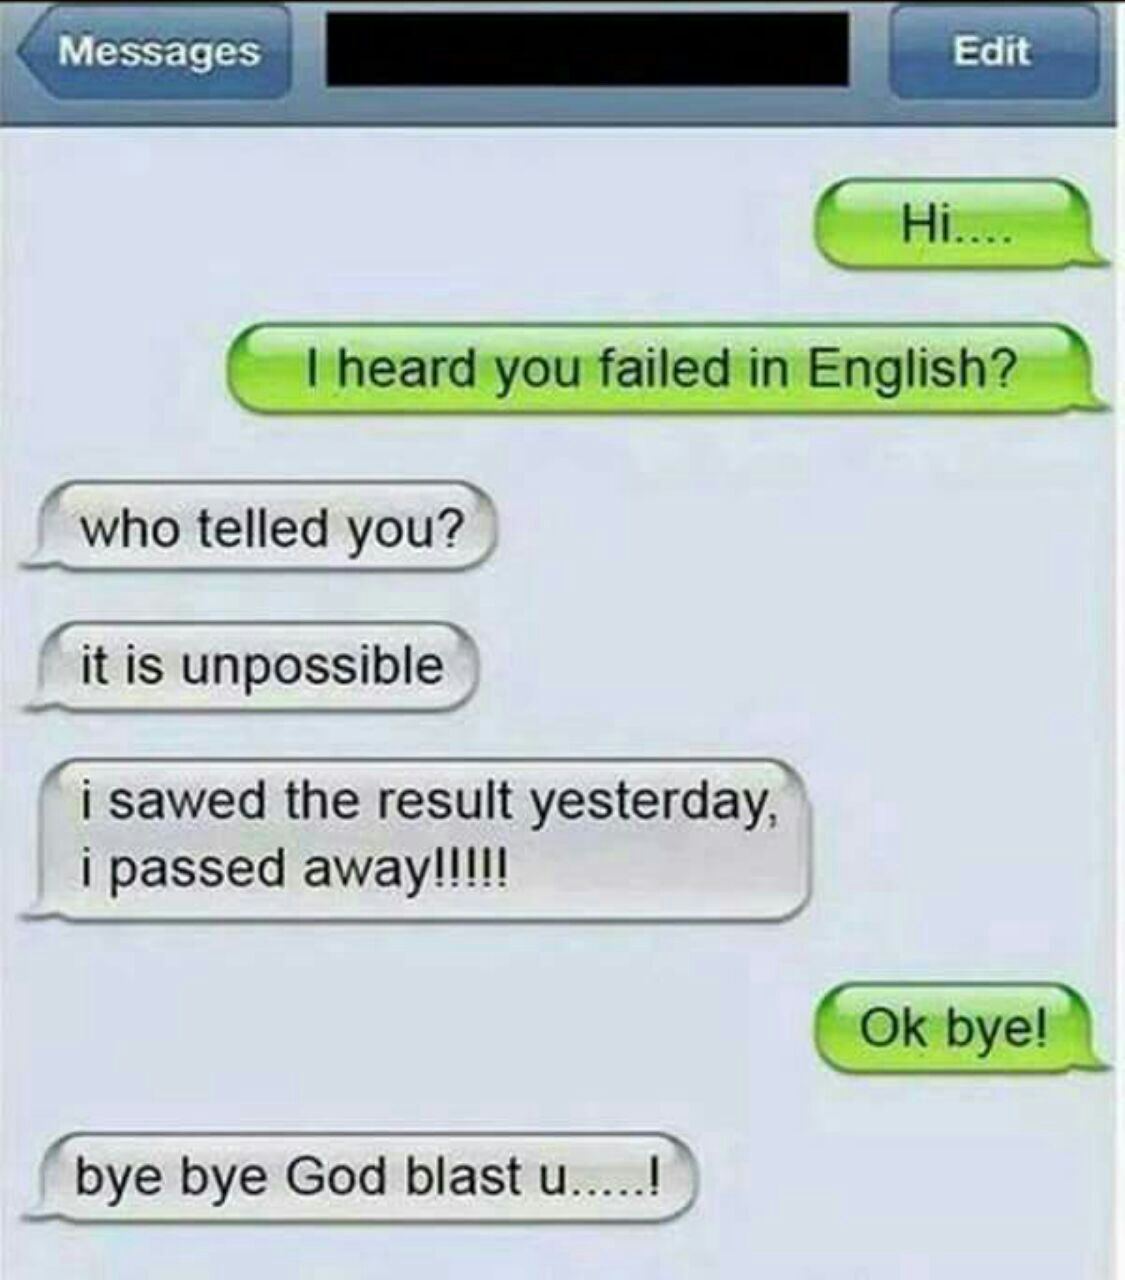 Messages
Edit
Hi....
I heard you failed in English?
who telled you?
it is unpossible
i sawed the result yesterday,
i passed away!!!!!
Ok bye!
bye bye God blast u.....!